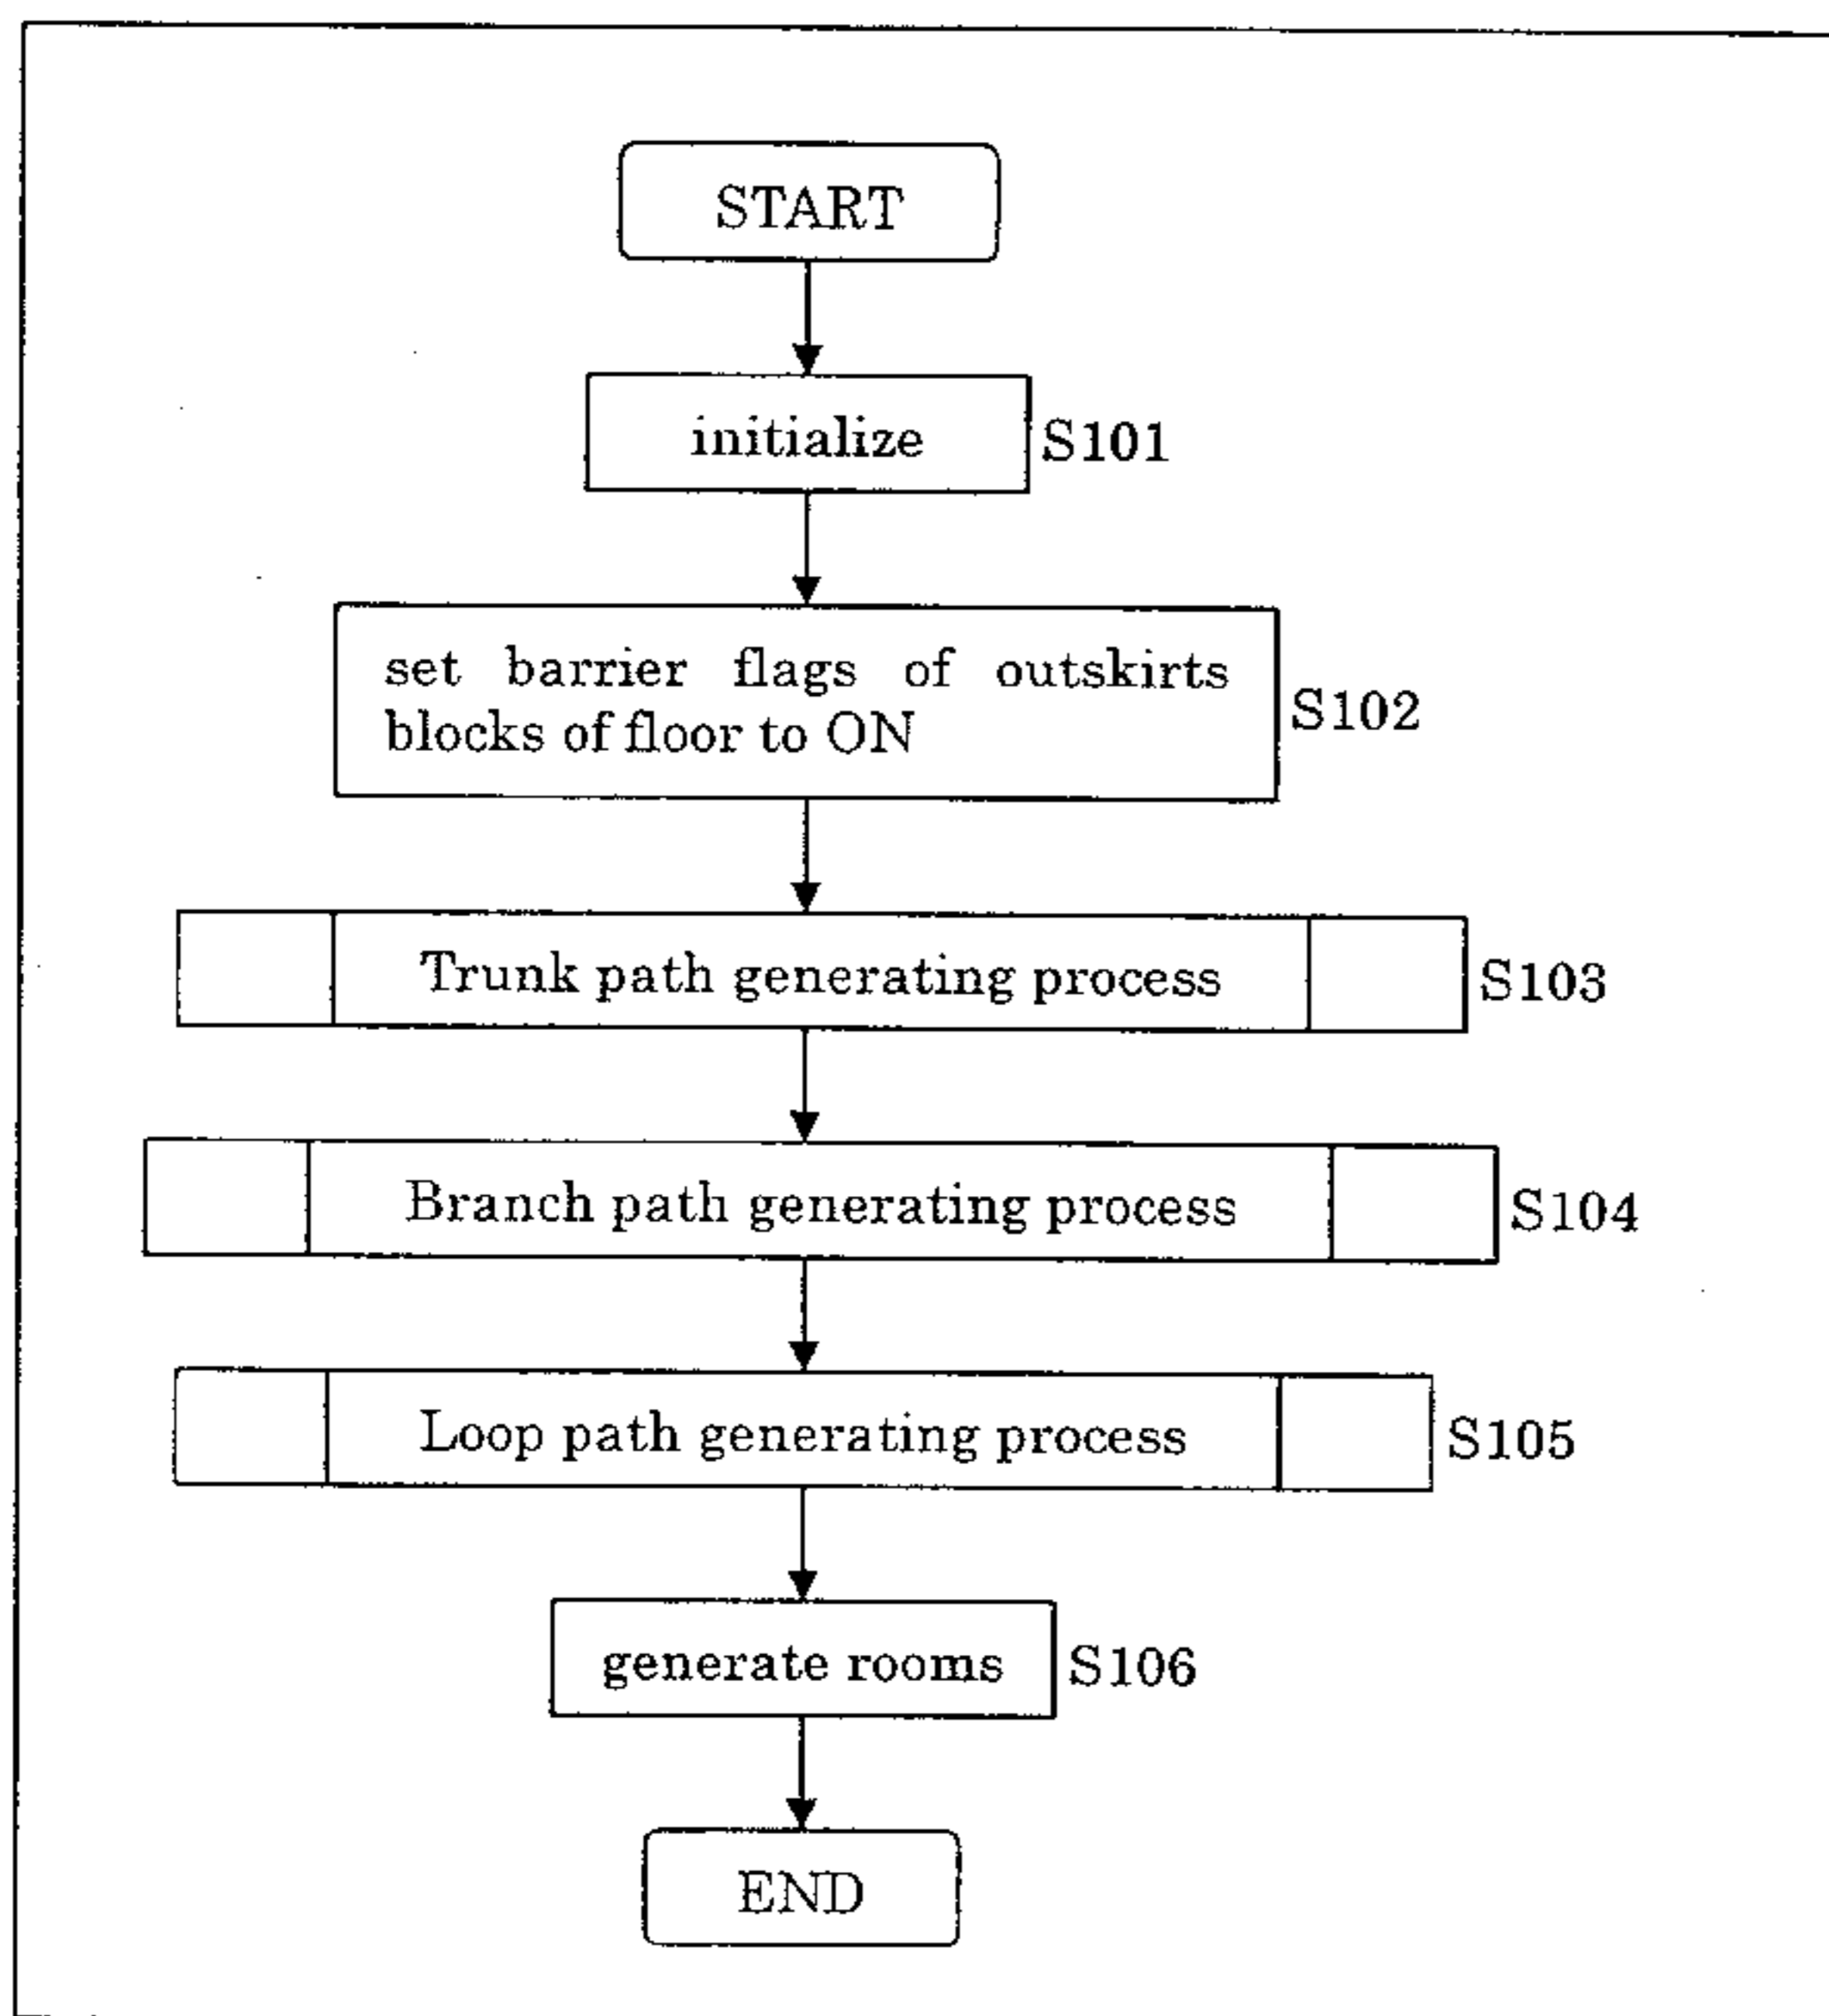 START
initialize
S101
set barrier flags of outskirts
blocks of floor to ON
S102
Trunk path generating process
S103
Branch path generating process
S104
Loop path generating process
S105
generate rooms
S106
END